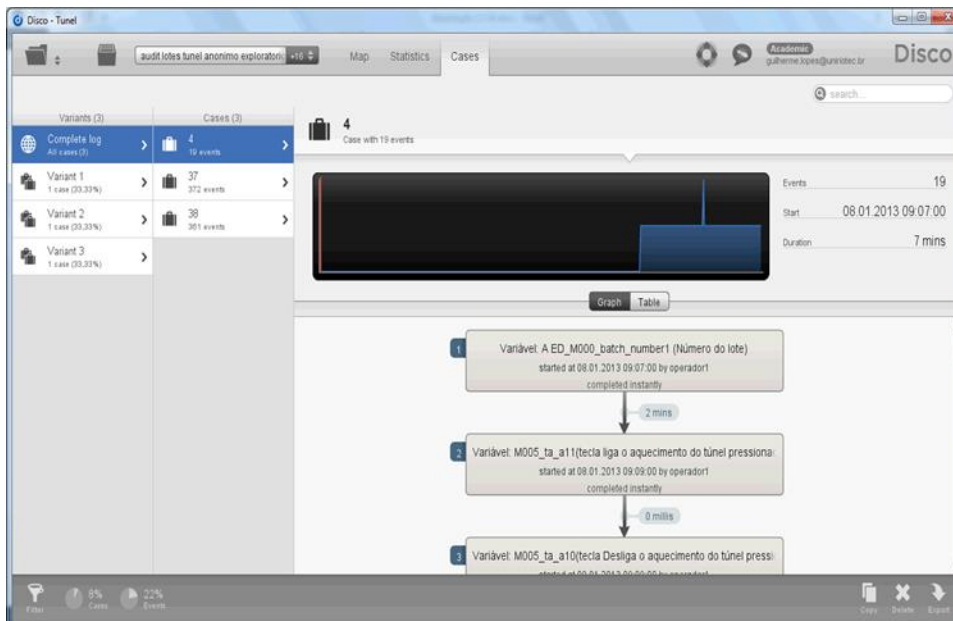 Disco - Tunel
audit lotes tunel anonimo exploratori
+16
Map
Statistics
Cases
Academic
guilherme.lopes@uniriotec.br
Disco
search...
Variants (3)
Complete log
All cases (3)
Variant 1
1 case (33.33%)
Variant 2
1 case (33.33%)
Variant 3
1 case (33.33%)
Cases (3)
4
19 events
37
372 events
38
361 events
4
Case with 19 events
Events 19
Start 08.01.2013 09:07:00
Duration 7 mins
Graph
Table
1
Variável: A ED_M000_batch_number1 (Número do lote)
started at 08.01.2013 09:07:00 by operador1
completed instantly
2 mins
2
Variável: M005_ta_a11(tecla liga o aquecimento do túnel pressiona
started at 08.01.2013 09:09:00 by operador1
completed instantly
0 millis
3
Variável: M005_ta_a10(tecla Desliga o aquecimento do túnel pressi
Filter
8%
Cases
22%
Events
Copy
Delete
Export